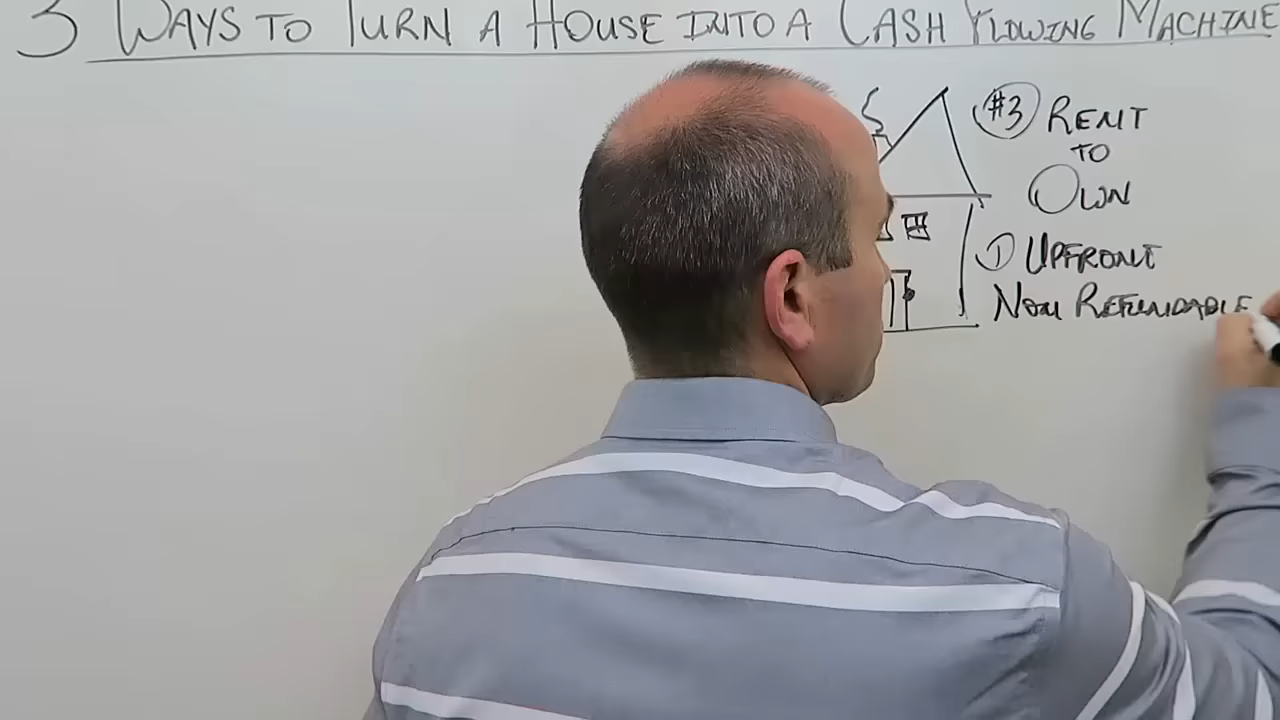 3 WAYS TO TURN A HOUSE INTO A CASH FLOWING MACHINE
#3 RENT
TO
OWN
① UPFRONT
NON REFUNDABLE